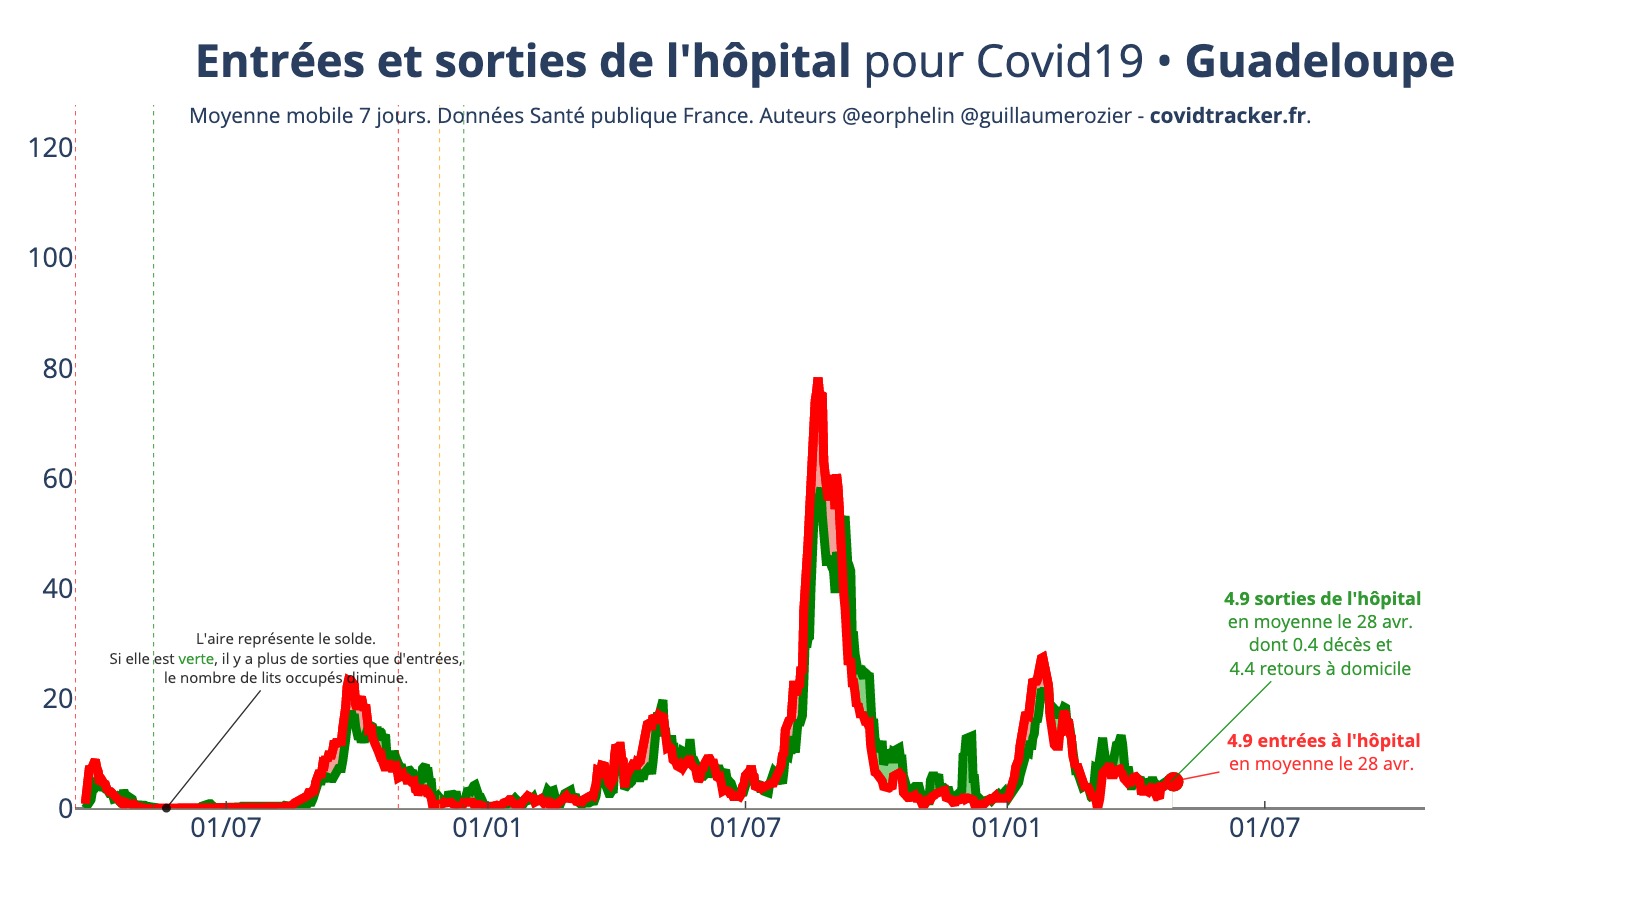 Entrées et sorties de l'hôpital pour Covid19 • Guadeloupe
Moyenne mobile 7 jours. Données Santé publique France. Auteurs @eorphelin @guillaumerozier - covidtracker.fr.
120
100
80
60
40
20
0
L'aire représente le solde.
Si elle est verte, il y a plus de sorties que d'entrées,
le nombre de lits occupés diminue.
4.9 sorties de l'hôpital
en moyenne le 28 avr.
dont 0.4 décès et
4.4 retours à domicile
4.9 entrées à l'hôpital
en moyenne le 28 avr.
01/07 01/01 01/07 01/01 01/07